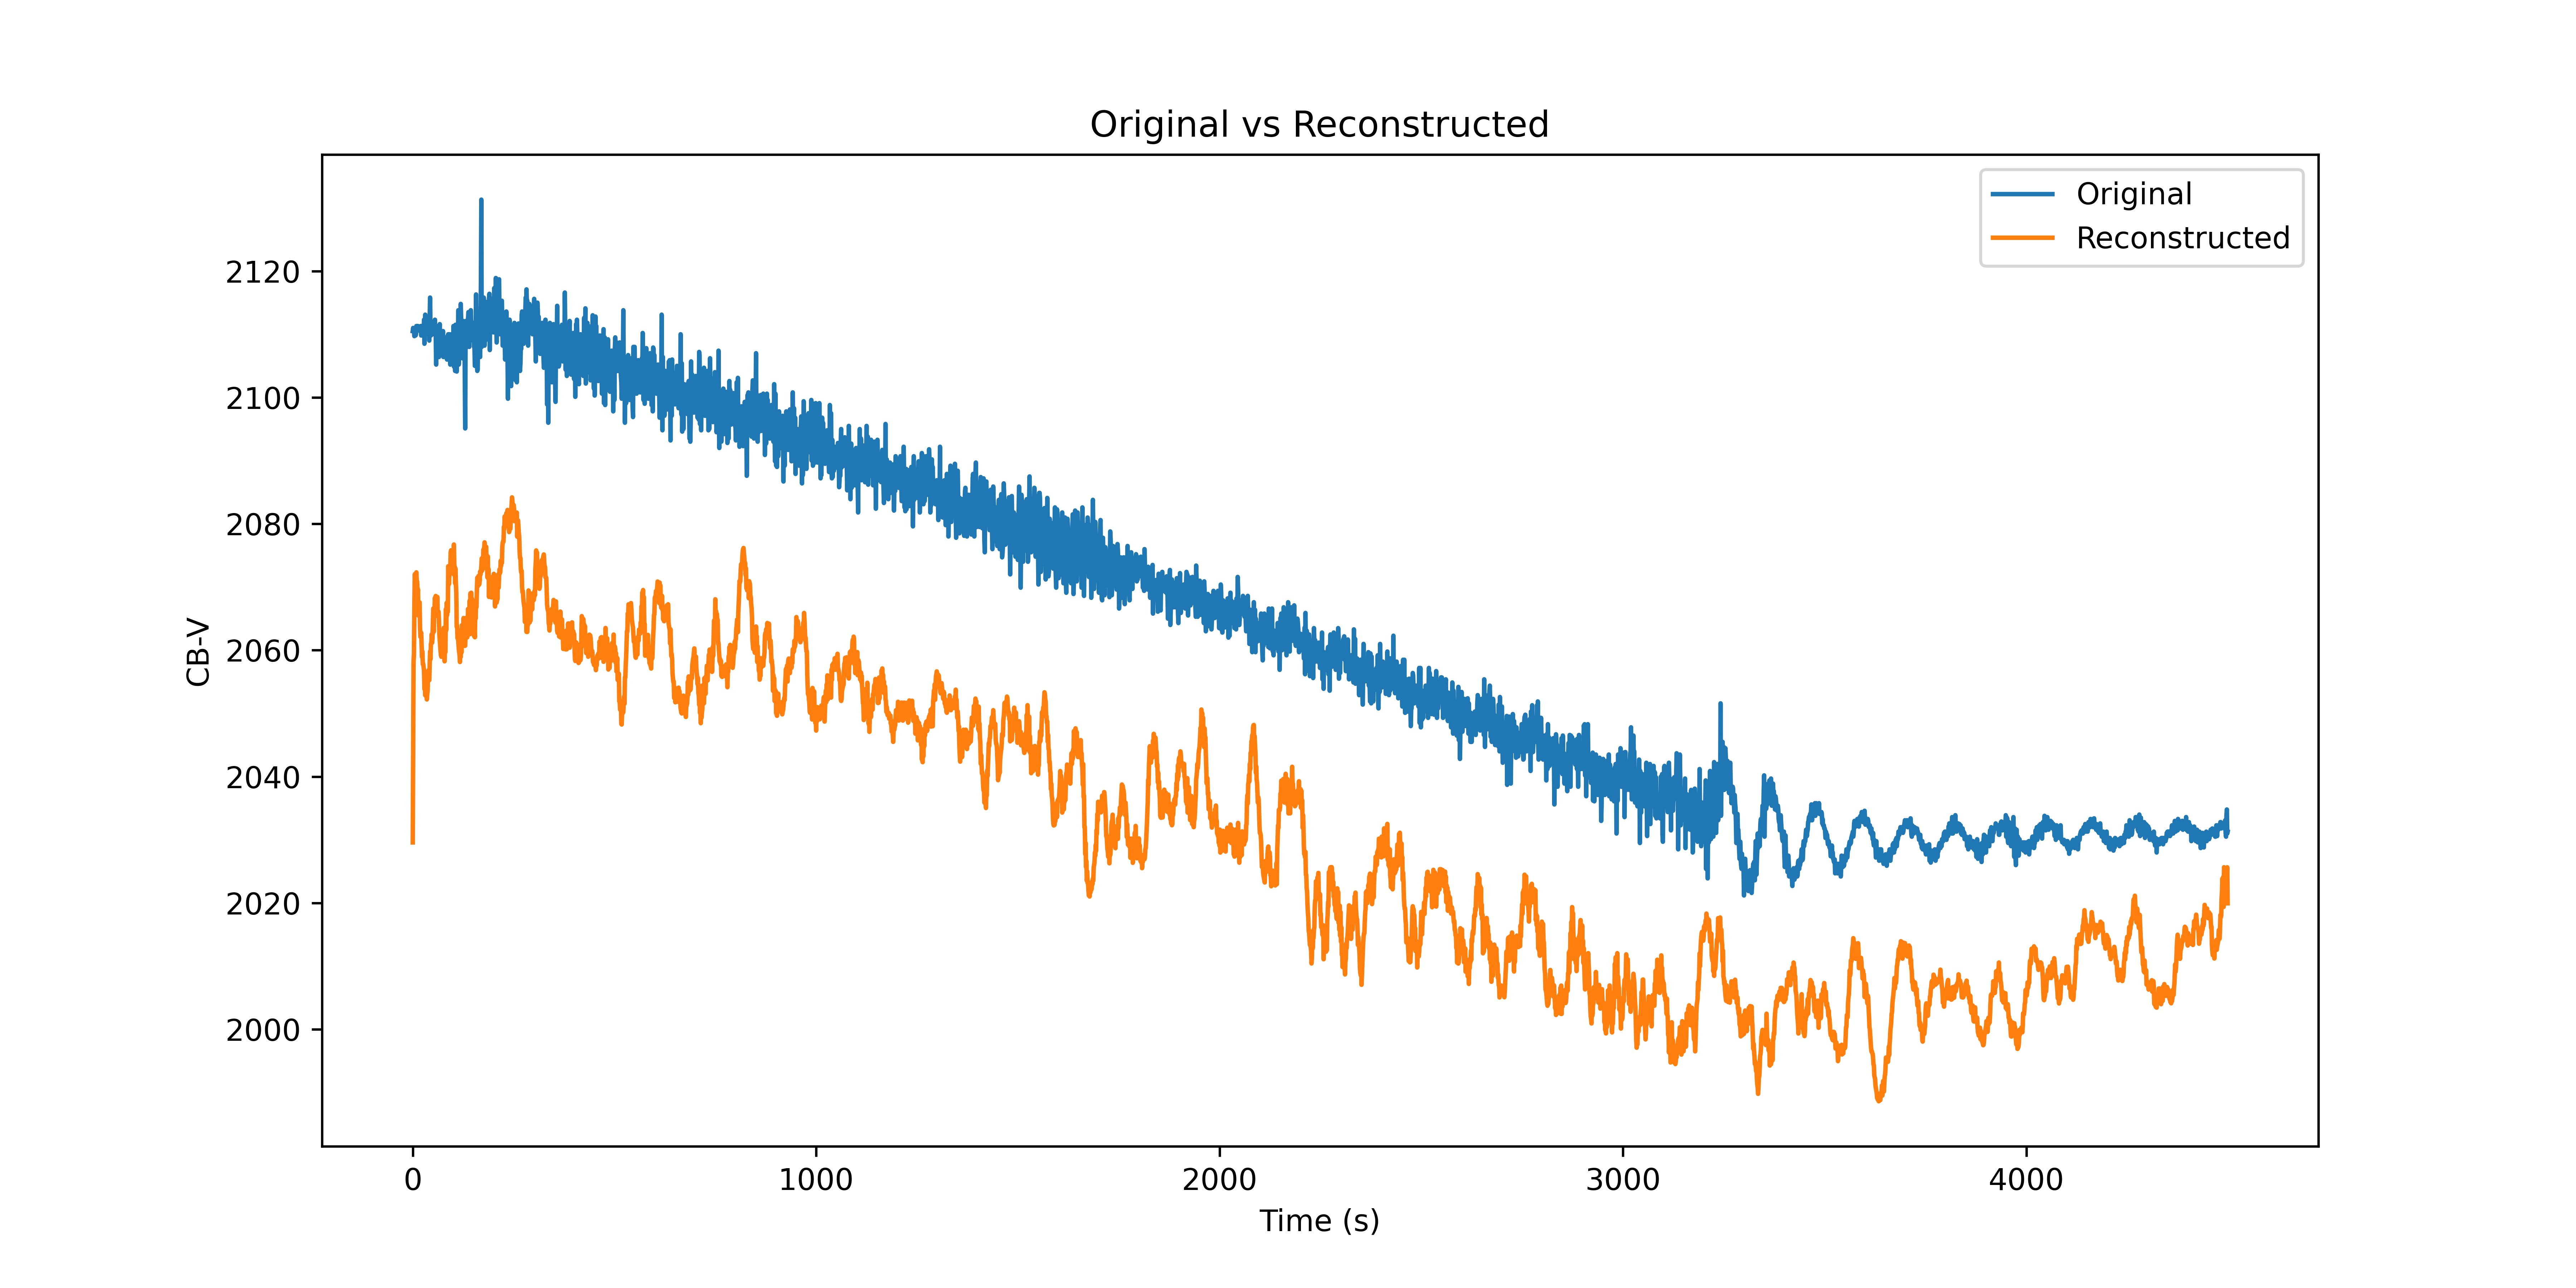 Original vs Reconstructed
Original
Reconstructed
2120
2100
2080
2060
2040
2020
2000
CB-V
0 1000 2000 3000 4000
Time (s)